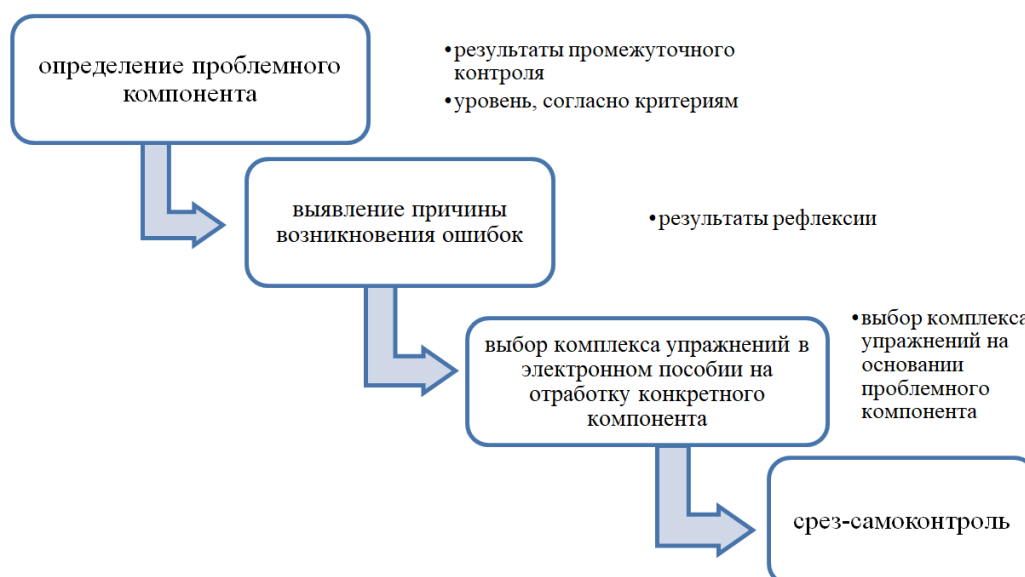 определение проблемного
компонента
•результаты промежуточного
контроля
•уровень, согласно критериям
выявление причины
возникновения ошибок
•результаты рефлексии
выбор комплекса упражнений в
электронном пособии на
отработку конкретного
компонента
•выбор комплекса
упражнений на
основании
проблемного
компонента
срез-самоконтроль